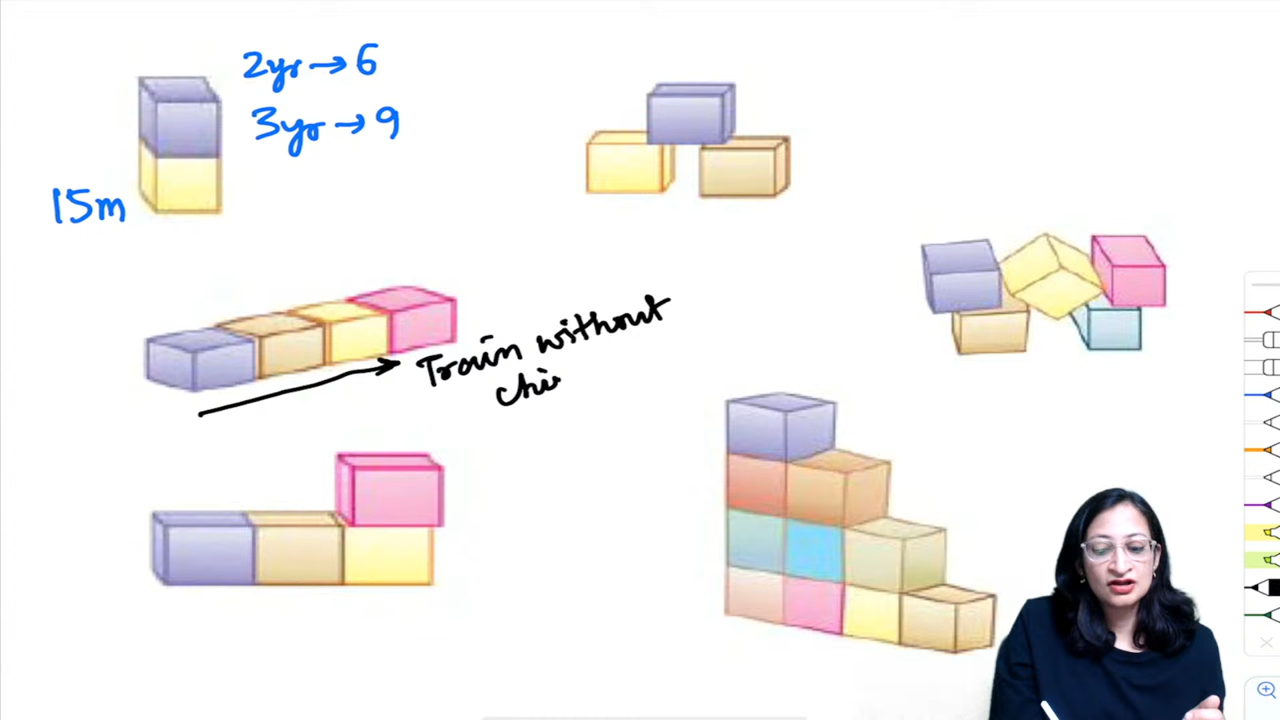 2yr → 6
3yr → 9
15m
Train without
chi